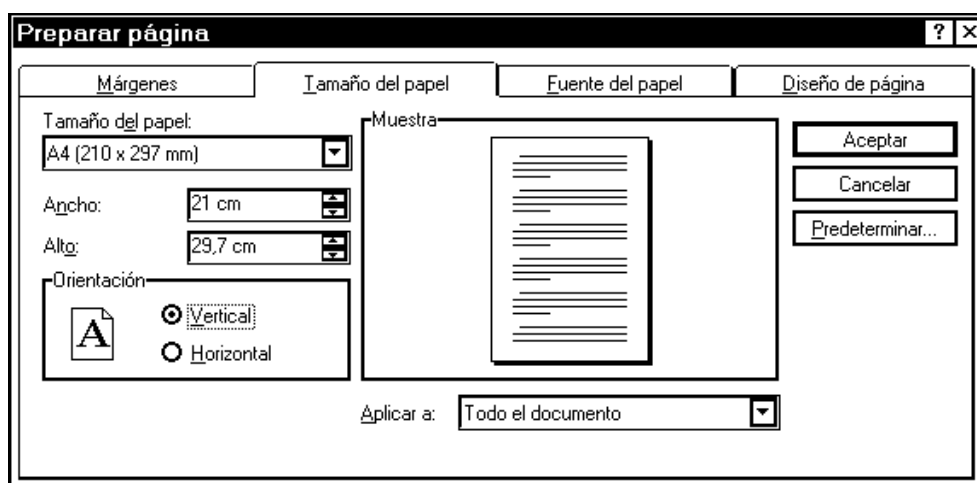 Preparar página
Márgenes
Tamaño del papel
Fuente del papel
Diseño de página
Tamaño del papel:
A4 (210 x 297 mm)
Ancho:
21 cm
Alto:
29,7 cm
Orientación
A
Vertical
Horizontal
Muestra
Aplicar a:
Todo el documento
Aceptar
Cancelar
Predeterminar...